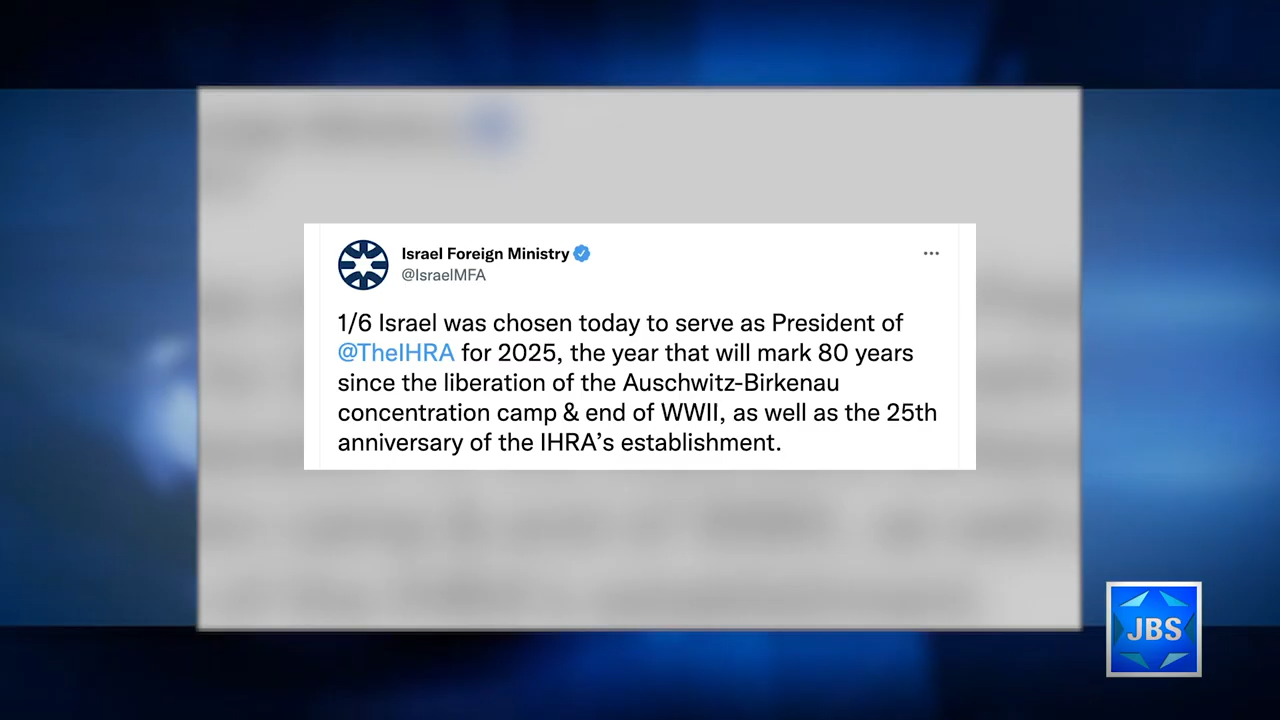 Israel Foreign Ministry
@IsraelMFA
1/6 Israel was chosen today to serve as President of
@TheIHRA for 2025, the year that will mark 80 years
since the liberation of the Auschwitz-Birkenau
concentration camp & end of WWII, as well as the 25th
anniversary of the IHRA’s establishment.
JBS